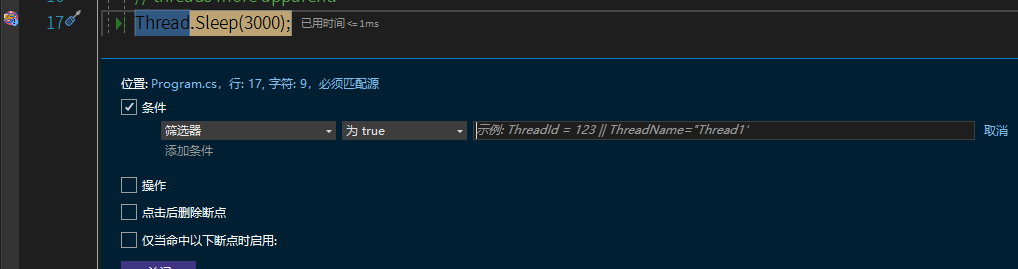 // threads more apparent.
17
Thread.Sleep(3000);
已用时间 <= 1ms
位置: Program.cs，行: 17, 字符: 9，必须匹配源
条件
筛选器
为 true
示例: ThreadId = 123 || ThreadName="Thread1'
取消
添加条件
操作
点击后删除断点
仅当命中以下断点时启用: